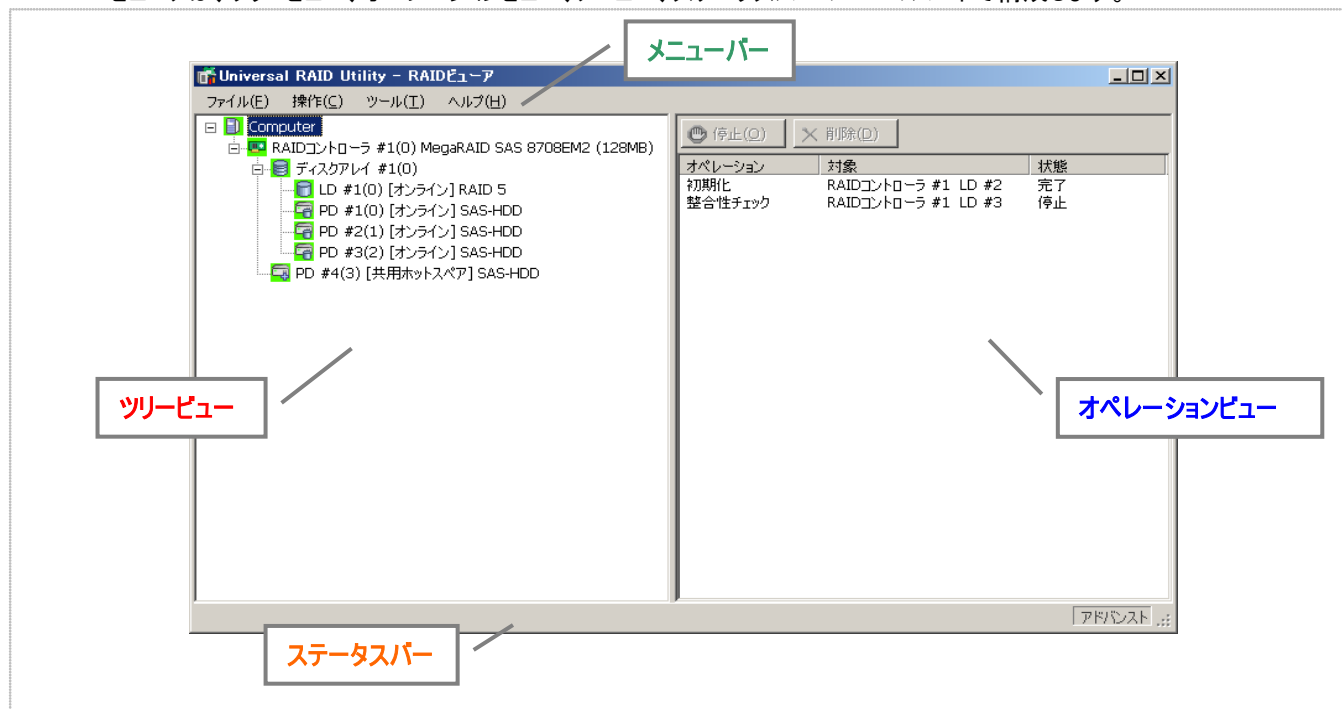 メニューバー
Universal RAID Utility - RAIDビューア
ファイル(F) 操作(C) ツール(T) ヘルプ(H)
Computer
RAIDコントローラ #1(0) MegaRAID SAS 8708EM2 (128MB)
ディスクアレイ #1(0)
LD #1(0) [オンライン] RAID 5
PD #1(0) [オンライン] SAS-HDD
PD #2(1) [オンライン] SAS-HDD
PD #3(2) [オンライン] SAS-HDD
PD #4(3) [共用ホットスペア] SAS-HDD
停止(O) 削除(D)
オペレーション 対象 状態
初期化 RAIDコントローラ #1 LD #2 完了
整合性チェック RAIDコントローラ #1 LD #3 停止
ツリービュー
オペレーションビュー
アドバンスト
ステータスバー